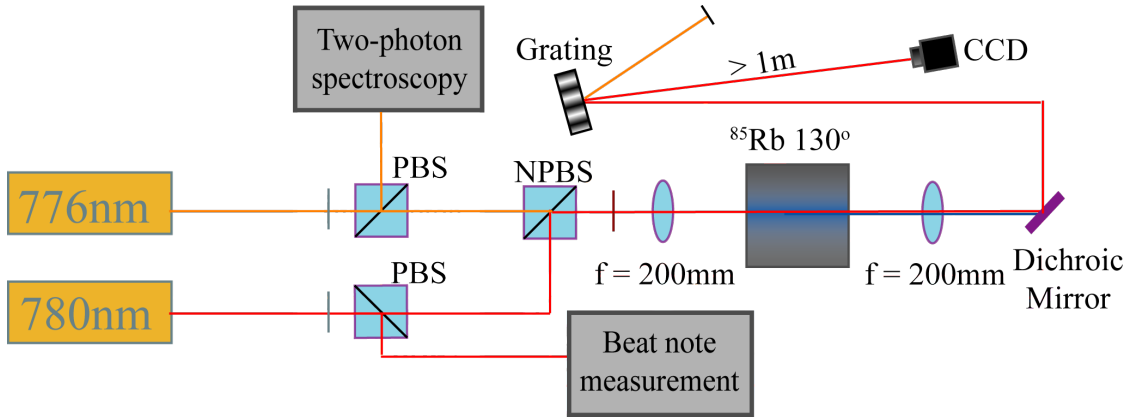 Two-photon
spectroscopy
Grating
> 1m
CCD
PBS
NPBS
⁸⁵Rb 130°
776nm
f = 200mm
f = 200mm
Dichroic
Mirror
PBS
780nm
Beat note
measurement